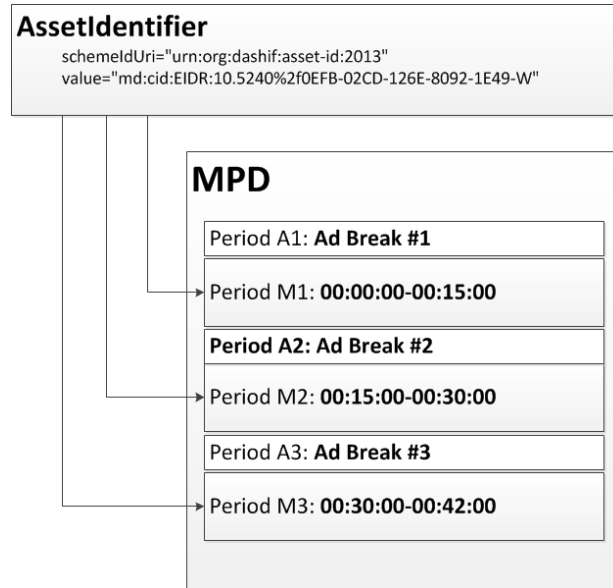 AssetIdentifier
schemeIdUri="urn:org:dashif:asset-id:2013"
value="md:cid:EIDR:10.5240%2f0EFB-02CD-126E-8092-1E49-W"
MPD
Period A1: Ad Break #1
Period M1: 00:00:00-00:15:00
Period A2: Ad Break #2
Period M2: 00:15:00-00:30:00
Period A3: Ad Break #3
Period M3: 00:30:00-00:42:00